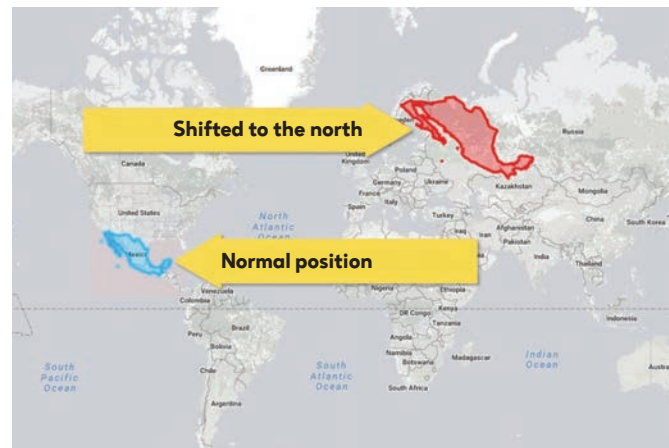 Greenland
Shifted to the north
Russia
Canada
United
Kingdom
Poland
Germany
Ukraine
Kazakhstan
France
Mongolia
Italy
Spain
United States
Turkey
China
South Korea
North
Atlantic
Ocean
Afghanistan
Iraq
Iran
Pakistan
Normal position
India
Thailand
Mexico
Venezuela
Nigeria
Ethiopia
Colombia
DR Congo
Kenya
Tanzania
Indonesia
Peru
Brazil
Angola
Bolivia
Namibia
Madagascar
Botswana
Chile
South
Pacific
Ocean
South
Atlantic
Ocean
Indian
Ocean
Austra
South Africa
Argentina